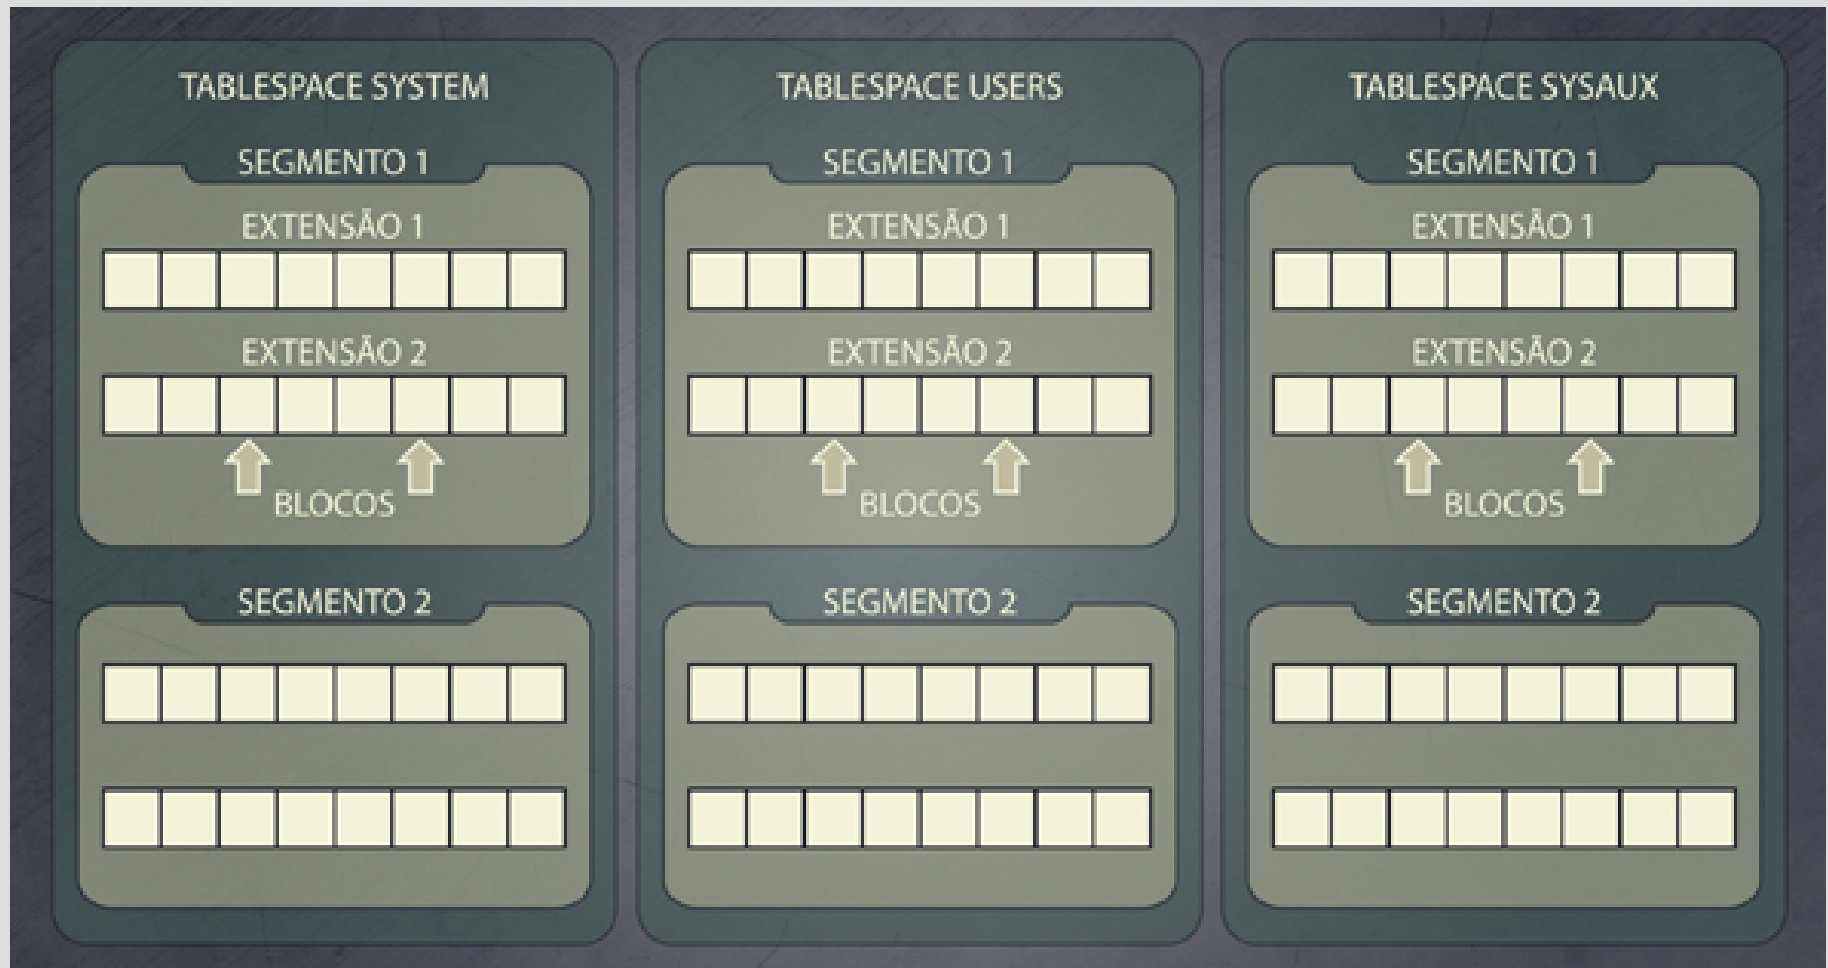 TABLESPACE SYSTEM
SEGMENTO 1
EXTENSÃO 1
EXTENSÃO 2
BLOCOS
SEGMENTO 2
TABLESPACE USERS
SEGMENTO 1
EXTENSÃO 1
EXTENSÃO 2
BLOCOS
SEGMENTO 2
TABLESPACE SYSAUX
SEGMENTO 1
EXTENSÃO 1
EXTENSÃO 2
BLOCOS
SEGMENTO 2